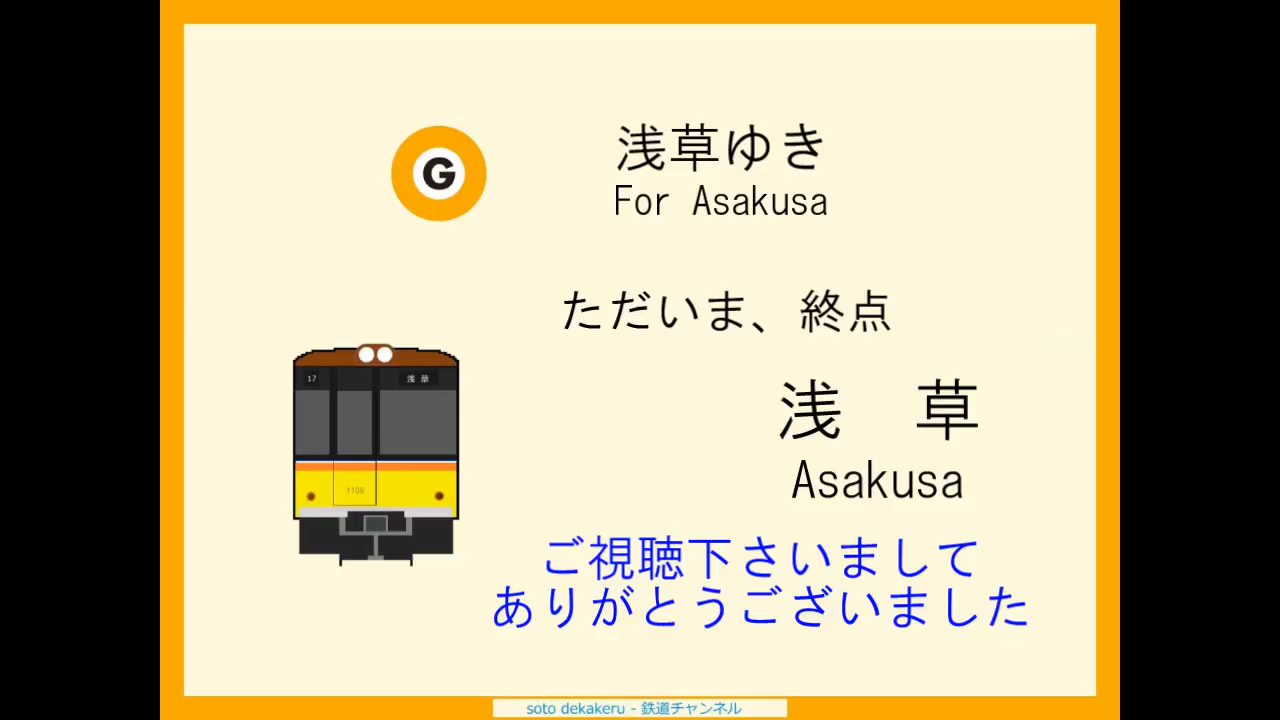 G
浅草ゆき
For Asakusa
ただいま、終点
17
浅 草
浅 草
Asakusa
ご視聴下さいまして
ありがとうございました
soto dekakeru - 鉄道チャンネル